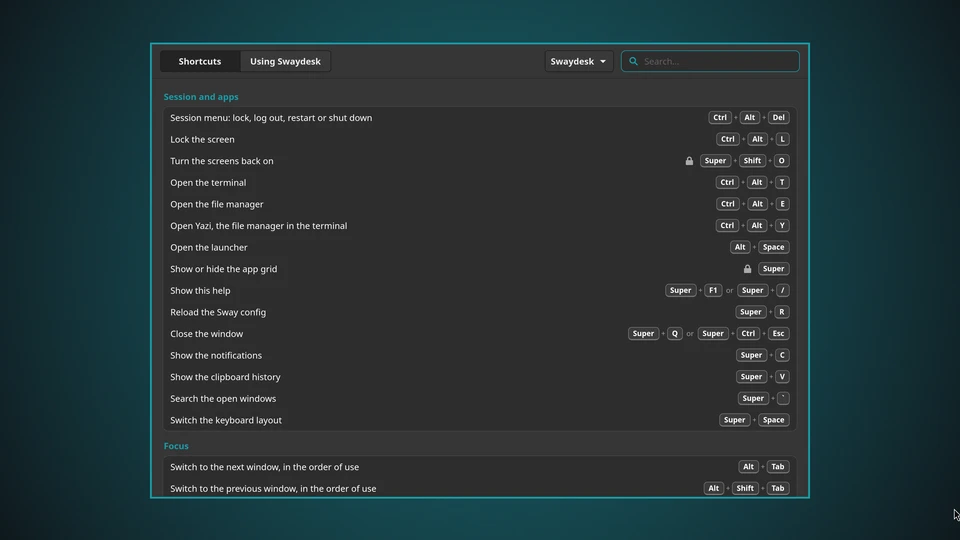 Shortcuts Using Swaydesk Swaydesk Search...
Session and apps
Session menu: lock, log out, restart or shut down Ctrl + Alt + Del
Lock the screen Ctrl + Alt + L
Turn the screens back on Super + Shift + O
Open the terminal Ctrl + Alt + T
Open the file manager Ctrl + Alt + E
Open Yazi, the file manager in the terminal Ctrl + Alt + Y
Open the launcher Alt + Space
Show or hide the app grid Super
Show this help Super + F1 or Super + /
Reload the Sway config Super + R
Close the window Super + Q or Super + Ctrl + Esc
Show the notifications Super + C
Show the clipboard history Super + V
Search the open windows Super + `
Switch the keyboard layout Super + Space
Focus
Switch to the next window, in the order of use Alt + Tab
Switch to the previous window, in the order of use Alt + Shift + Tab